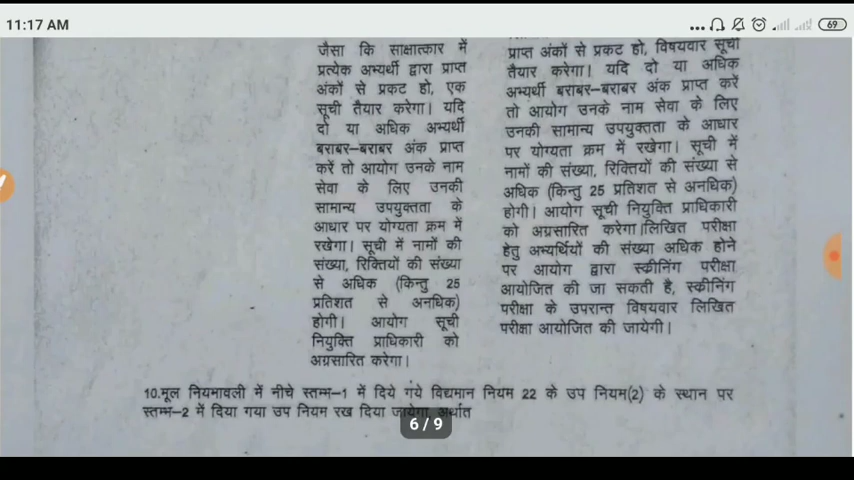 11:17 AM
69
जैसा कि साक्षात्कार में
प्रत्येक अभ्यर्थी द्वारा प्राप्त
अंकों से प्रकट हो, एक
सूची तैयार करेगा। यदि
दो या अधिक अभ्यर्थी
बराबर–बराबर अंक प्राप्त
करें तो आयोग उनके नाम
सेवा के लिए उनकी
सामान्य उपयुक्तता के
आधार पर योग्यता क्रम में
रखेगा। सूची में नामों की
संख्या, रिक्तियों की संख्या
से अधिक (किन्तु 25
प्रतिशत से अनधिक)
होगी। आयोग सूची
नियुक्ति प्राधिकारी को
अग्रसारित करेगा।
प्राप्त अंकों से प्रकट हो, विषयवार सूची
तैयार करेगा। यदि दो या अधिक
अभ्यर्थी बराबर–बराबर अंक प्राप्त करें
तो आयोग उनके नाम सेवा के लिए
उनकी सामान्य उपयुक्तता के आधार
पर योग्यता क्रम में रखेगा। सूची में
नामों की संख्या, रिक्तियों की संख्या से
अधिक (किन्तु 25 प्रतिशत से अनधिक)
होगी। आयोग सूची नियुक्ति प्राधिकारी
को अग्रसारित करेगा।लिखित परीक्षा
हेतु अभ्यर्थियों की संख्या अधिक होने
पर आयोग द्वारा स्क्रीनिंग परीक्षा
आयोजित की जा सकती है, स्क्रीनिंग
परीक्षा के उपरान्त विषयवार लिखित
परीक्षा आयोजित की जायेगी।
10.मूल नियमावली में नीचे स्तम्भ–1 में दिये गये विद्यमान नियम 22 के उप नियम(2) के स्थान पर
स्तम्भ–2 में दिया गया उप नियम रख दिया जायेगा, अर्थात
6 / 9